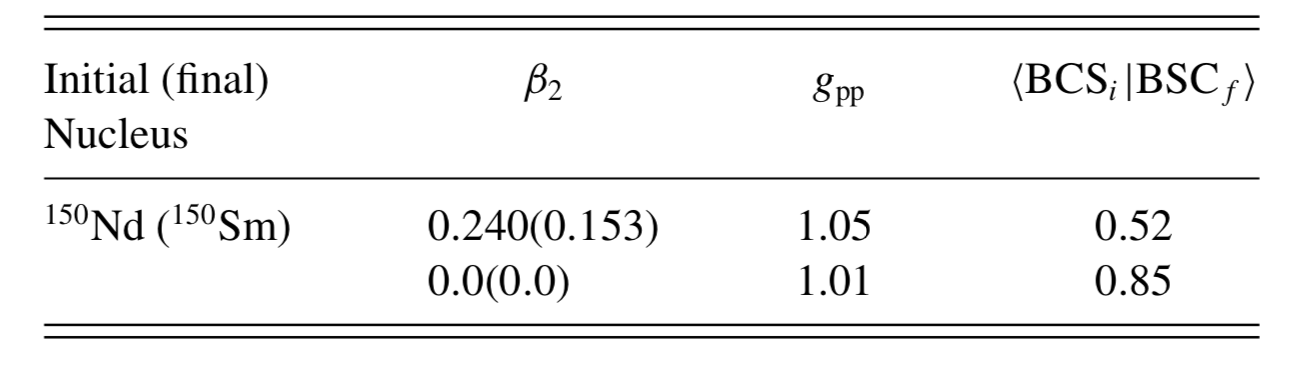 Initial (final) β₂ gₚₚ ⟨BCSᵢ|BSC_f⟩
Nucleus
¹⁵⁰Nd (¹⁵⁰Sm) 0.240(0.153) 1.05 0.52
0.0(0.0) 1.01 0.85